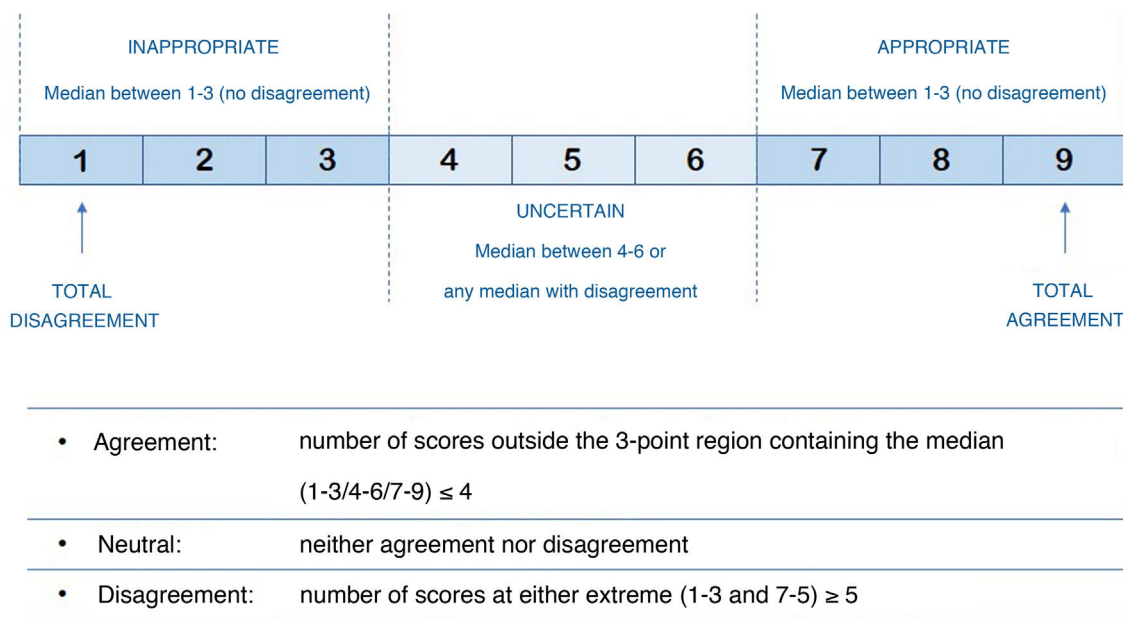 INAPPROPRIATE
Median between 1-3 (no disagreement)
APPROPRIATE
Median between 1-3 (no disagreement)
1 2 3 4 5 6 7 8 9
UNCERTAIN
Median between 4-6 or
any median with disagreement
TOTAL
DISAGREEMENT
TOTAL
AGREEMENT
• Agreement: number of scores outside the 3-point region containing the median
(1-3/4-6/7-9) ≤ 4
• Neutral: neither agreement nor disagreement
• Disagreement: number of scores at either extreme (1-3 and 7-5) ≥ 5